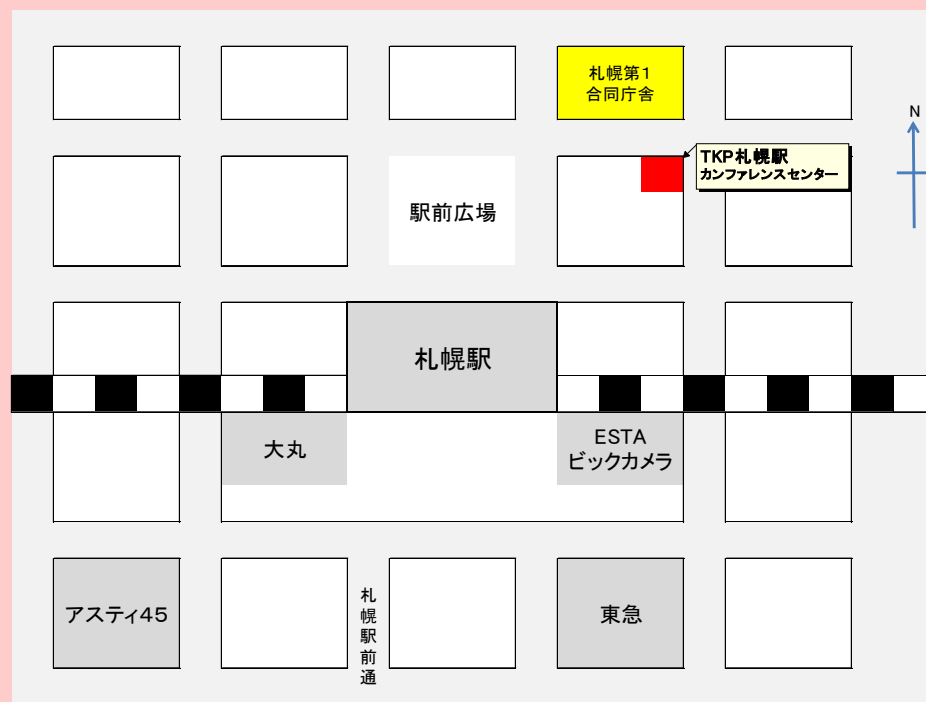 札幌第1
合同庁舎
N
TKP札幌駅
カンファレンスセンター
駅前広場
札幌駅
大丸
ESTA
ビックカメラ
アスティ45
札幌駅前通
東急